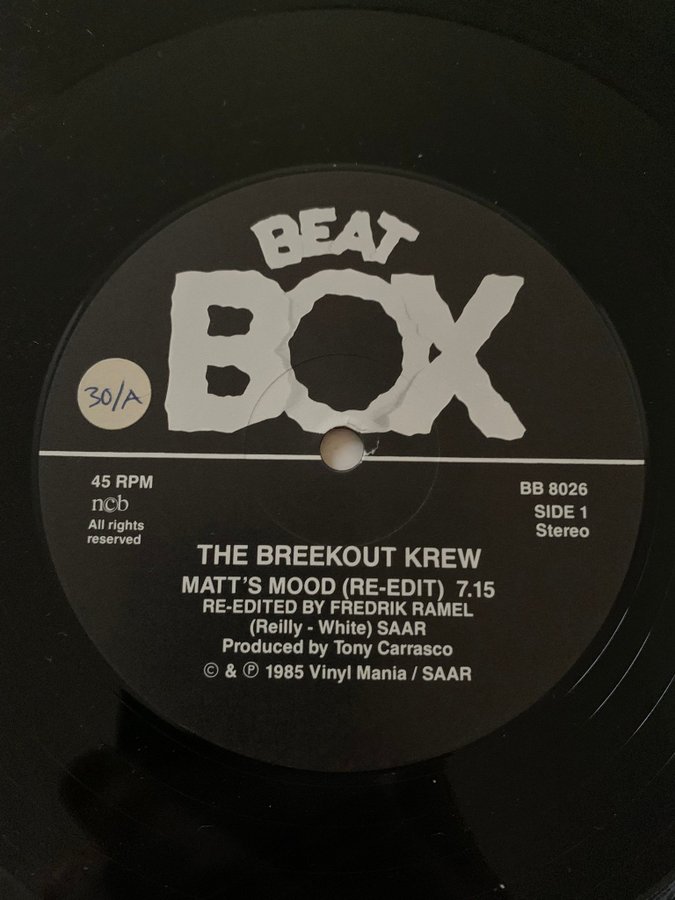 BEAT
BOX
30/A
45 RPM
ncb
All rights
reserved
BB 8026
SIDE 1
Stereo
THE BREEKOUT KREW
MATT'S MOOD (RE-EDIT) 7.15
RE-EDITED BY FREDRIK RAMEL
(Reilly - White) SAAR
Produced by Tony Carrasco
© & ℗ 1985 Vinyl Mania / SAAR